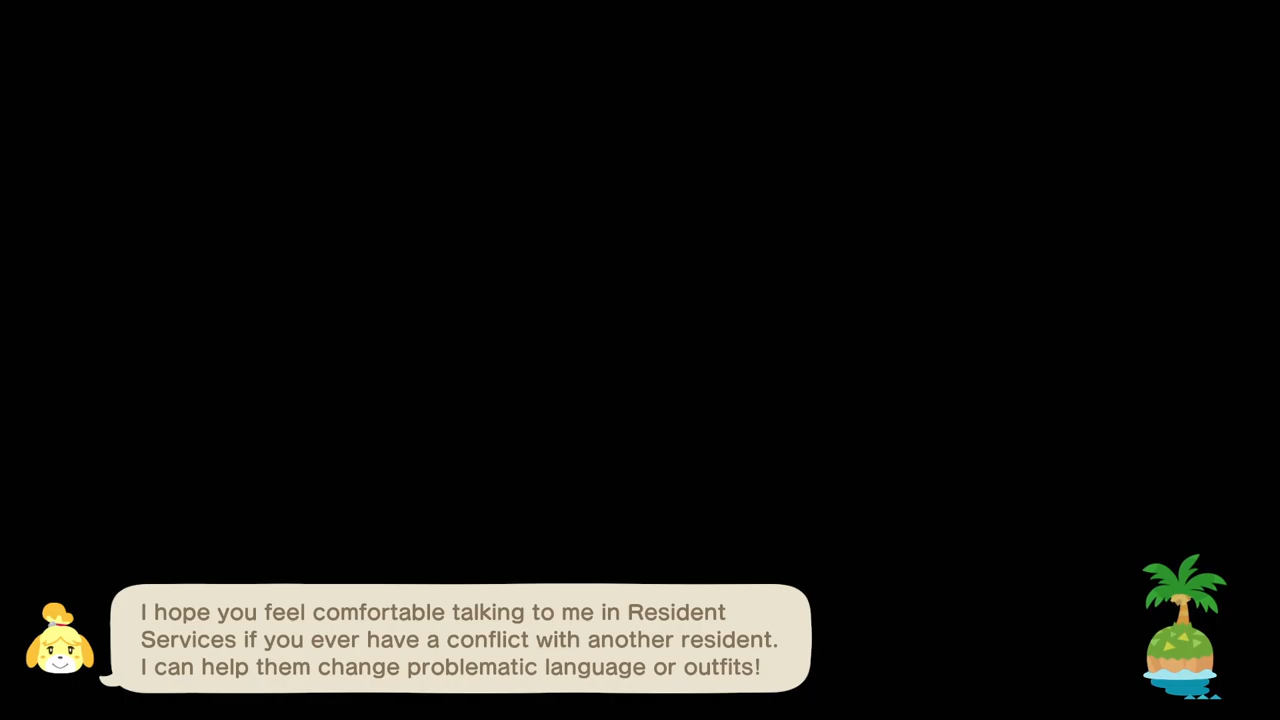 I hope you feel comfortable talking to me in Resident
Services if you ever have a conflict with another resident.
I can help them change problematic language or outfits!